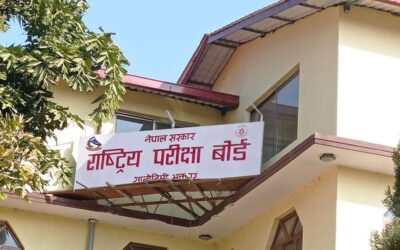 नेपाल सरकार
राष्ट्रिय परीक्षा बोर्ड
सानोठिमी भक्तपुर